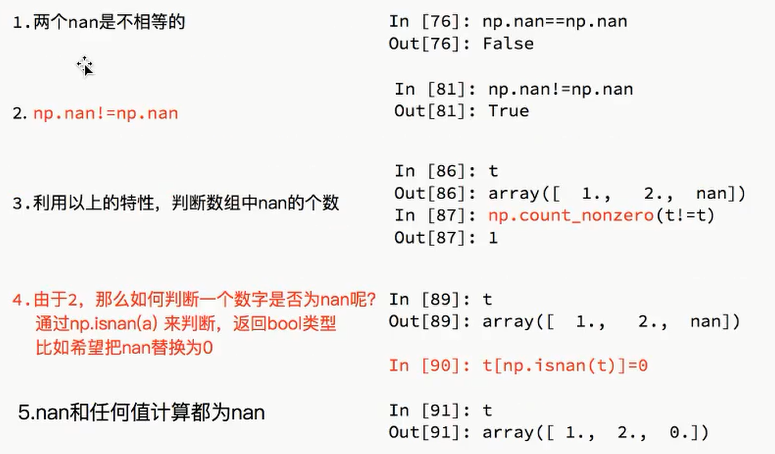 1.两个nan是不相等的
In [76]: np.nan==np.nan
Out[76]: False
2. np.nan!=np.nan
In [81]: np.nan!=np.nan
Out[81]: True
3.利用以上的特性，判断数组中nan的个数
In [86]: t
Out[86]: array([  1.,   2.,  nan])
In [87]: np.count_nonzero(t!=t)
Out[87]: 1
4.由于2，那么如何判断一个数字是否为nan呢?
通过np.isnan(a) 来判断，返回bool类型
比如希望把nan替换为0
In [89]: t
Out[89]: array([  1.,   2.,  nan])
In [90]: t[np.isnan(t)]=0
5.nan和任何值计算都为nan
In [91]: t
Out[91]: array([ 1.,  2.,  0.])